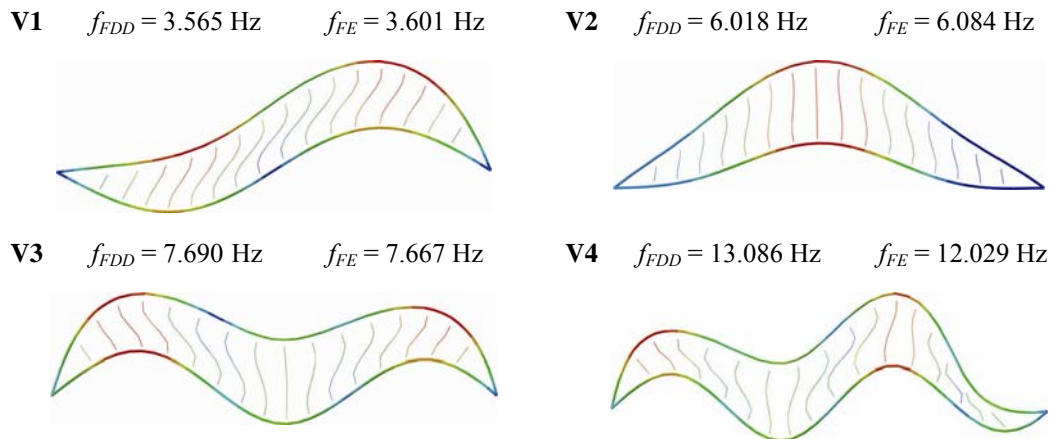 V1 f_FDD = 3.565 Hz f_FE = 3.601 Hz
V2 f_FDD = 6.018 Hz f_FE = 6.084 Hz
V3 f_FDD = 7.690 Hz f_FE = 7.667 Hz
V4 f_FDD = 13.086 Hz f_FE = 12.029 Hz